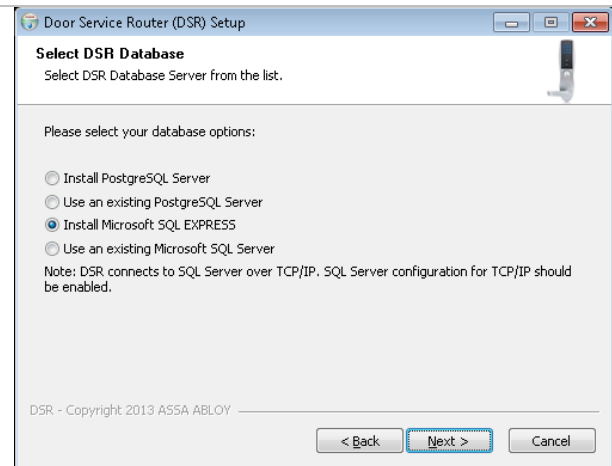 Door Service Router (DSR) Setup
Select DSR Database
Select DSR Database Server from the list.
Please select your database options:
Install PostgreSQL Server
Use an existing PostgreSQL Server
Install Microsoft SQL EXPRESS
Use an existing Microsoft SQL Server
Note: DSR connects to SQL Server over TCP/IP. SQL Server configuration for TCP/IP should
be enabled.
DSR - Copyright 2013 ASSA ABLOY
< Back Next > Cancel